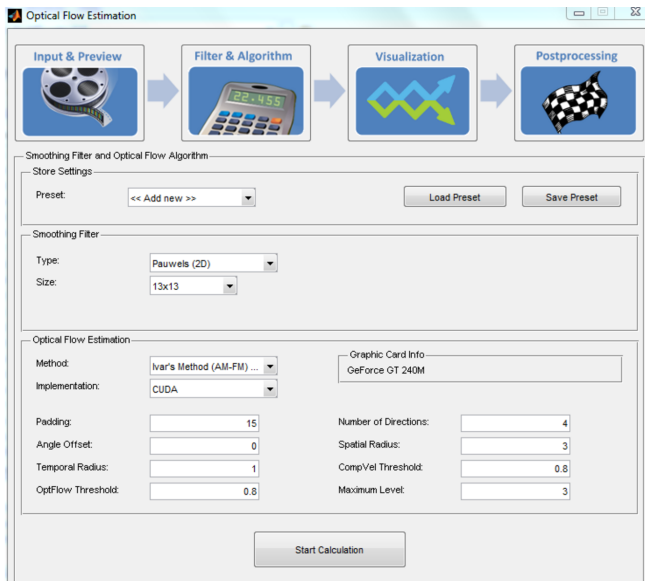 Optical Flow Estimation
Input & Preview Filter & Algorithm Visualization Postprocessing
22.455
Smoothing Filter and Optical Flow Algorithm
Store Settings
Preset: << Add new >> Load Preset Save Preset
Smoothing Filter
Type: Pauwels (2D)
Size: 13x13
Optical Flow Estimation
Method: Ivar's Method (AM-FM) ... Graphic Card Info
GeForce GT 240M
Implementation: CUDA
Padding: 15 Number of Directions: 4
Angle Offset: 0 Spatial Radius: 3
Temporal Radius: 1 CompVel Threshold: 0.8
OptFlow Threshold: 0.8 Maximum Level: 3
Start Calculation